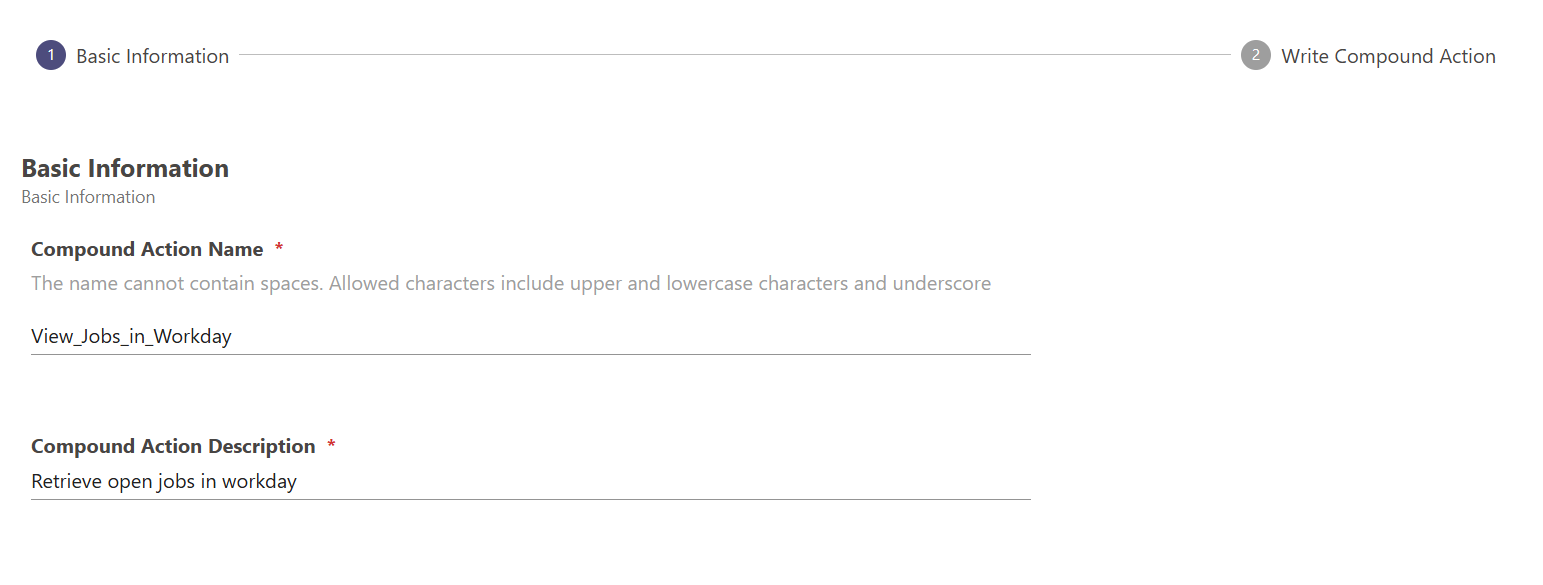 1 Basic Information
2 Write Compound Action
Basic Information
Basic Information
Compound Action Name *
The name cannot contain spaces. Allowed characters include upper and lowercase characters and underscore
View_Jobs_in_Workday
Compound Action Description *
Retrieve open jobs in workday